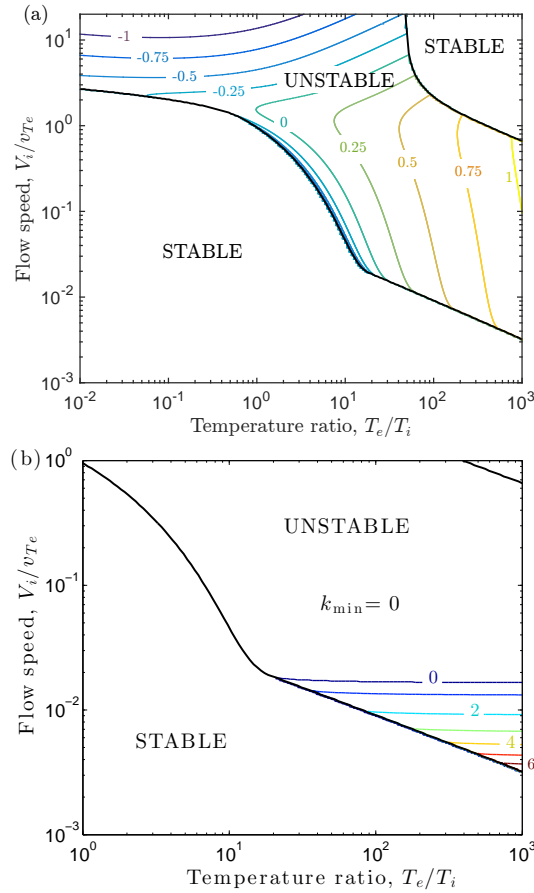 (a)
STABLE
UNSTABLE
STABLE
-1
-0.75
-0.5
-0.25
0
0.25
0.5
0.75
1
10^1
10^0
10^-1
10^-2
10^-3
Flow speed, V_i/v_Te
10^-2 10^-1 10^0 10^1 10^2 10^3
Temperature ratio, T_e/T_i
(b)
UNSTABLE
k_min = 0
STABLE
0
2
4
6
10^0
10^-1
10^-2
10^-3
Flow speed, V_i/v_Te
10^0 10^1 10^2 10^3
Temperature ratio, T_e/T_i